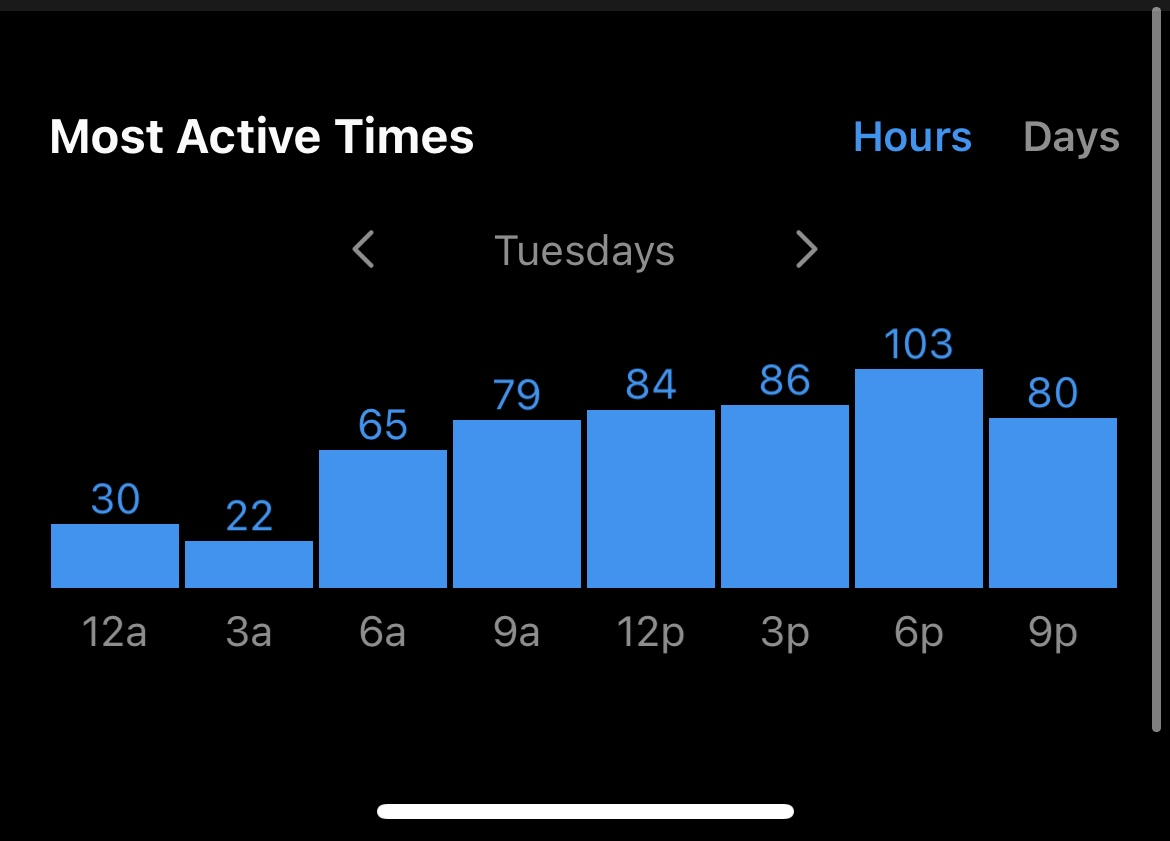 Most Active Times Hours Days
Tuesdays
30 22 65 79 84 86 103 80
12a 3a 6a 9a 12p 3p 6p 9p